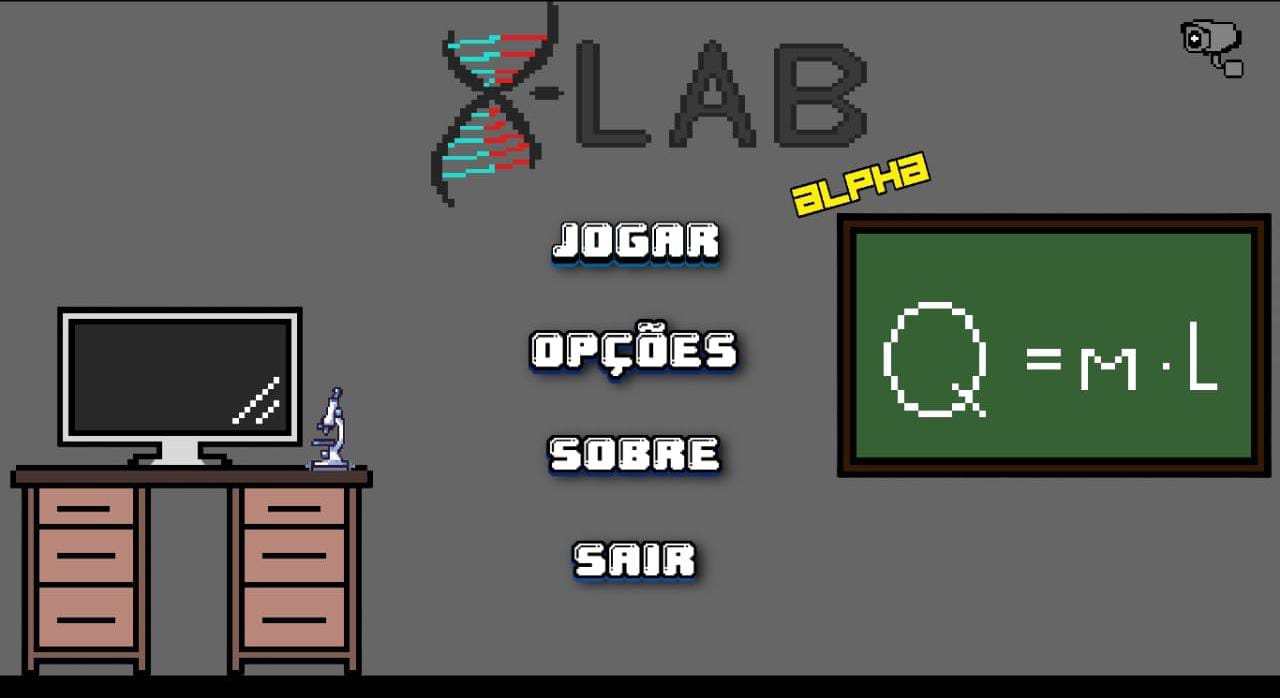 X-LAB
ALPHA
JOGAR
OPÇÕES
SOBRE
SAIR
Q = m · L